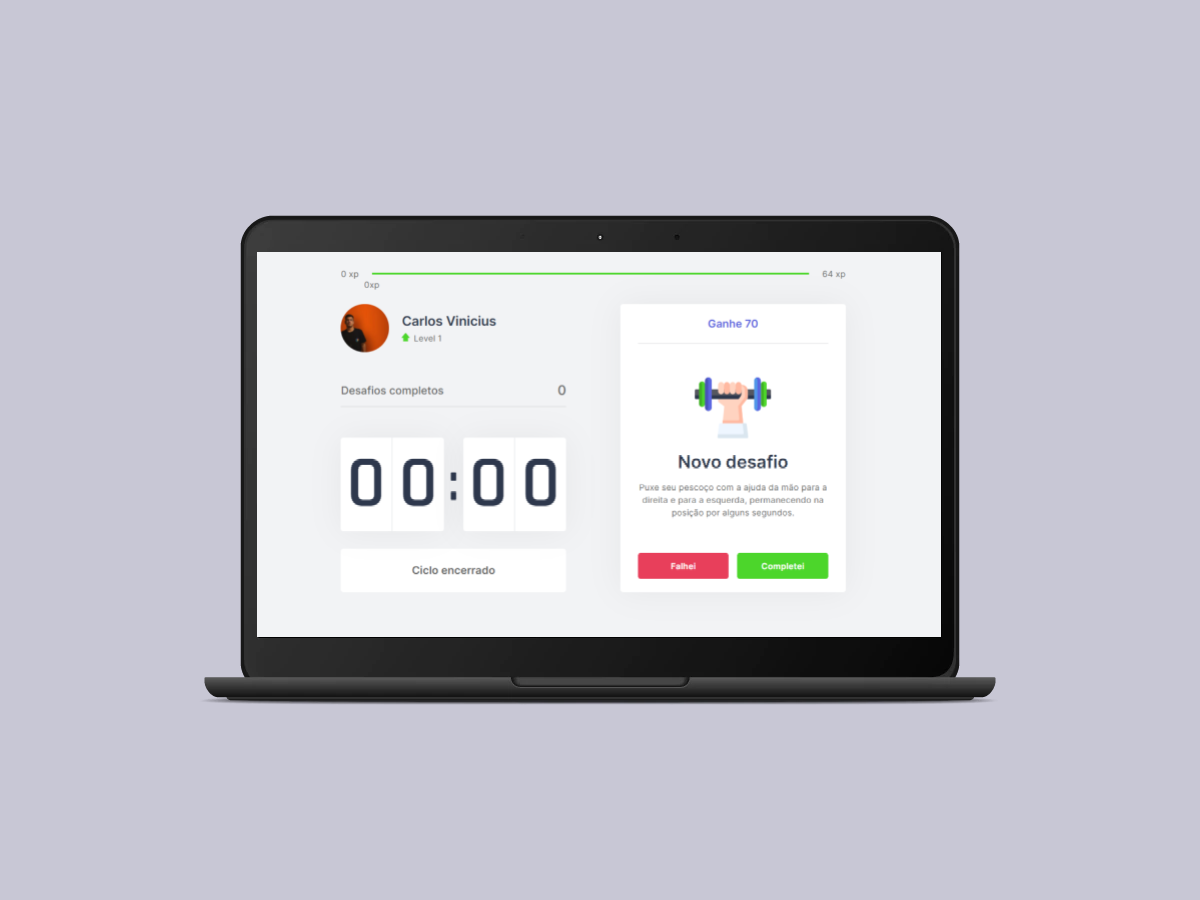 0 xp
64 xp
0xp
Carlos Vinicius
Level 1
Desafios completos
0
00:00
Ciclo encerrado
Ganhe 70
Novo desafio
Puxe seu pescoço com a ajuda da mão para a
direita e para a esquerda, permanecendo na
posição por alguns segundos.
Falhei
Completei